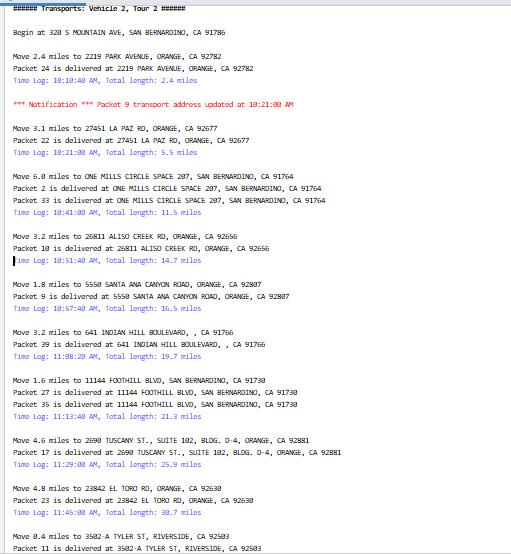 ###### Transports: Vehicle 2, Tour 2 ######
Begin at 320 S MOUNTAIN AVE, SAN BERNARDINO, CA 91786
Move 2.4 miles to 2219 PARK AVENUE, ORANGE, CA 92782
Packet 24 is delivered at 2219 PARK AVENUE, ORANGE, CA 92782
Time Log: 10:10:40 AM, Total length: 2.4 miles
*** Notification *** Packet 9 transport address updated at 10:21:00 AM
Move 3.1 miles to 27451 LA PAZ RD, ORANGE, CA 92677
Packet 22 is delivered at 27451 LA PAZ RD, ORANGE, CA 92677
Time Log: 10:21:00 AM, Total length: 5.5 miles
Move 6.0 miles to ONE MILLS CIRCLE SPACE 207, SAN BERNARDINO, CA 91764
Packet 2 is delivered at ONE MILLS CIRCLE SPACE 207, SAN BERNARDINO, CA 91764
Packet 33 is delivered at ONE MILLS CIRCLE SPACE 207, SAN BERNARDINO, CA 91764
Time Log: 10:41:00 AM, Total length: 11.5 miles
Move 3.2 miles to 26811 ALISO CREEK RD, ORANGE, CA 92656
Packet 10 is delivered at 26811 ALISO CREEK RD, ORANGE, CA 92656
Time Log: 10:51:40 AM, Total length: 14.7 miles
Move 1.8 miles to 5550 SANTA ANA CANYON ROAD, ORANGE, CA 92807
Packet 9 is delivered at 5550 SANTA ANA CANYON ROAD, ORANGE, CA 92807
Time Log: 10:57:40 AM, Total length: 16.5 miles
Move 3.2 miles to 641 INDIAN HILL BOULEVARD, , CA 91766
Packet 39 is delivered at 641 INDIAN HILL BOULEVARD, , CA 91766
Time Log: 11:08:20 AM, Total length: 19.7 miles
Move 1.6 miles to 11144 FOOTHILL BLVD, SAN BERNARDINO, CA 91730
Packet 27 is delivered at 11144 FOOTHILL BLVD, SAN BERNARDINO, CA 91730
Packet 35 is delivered at 11144 FOOTHILL BLVD, SAN BERNARDINO, CA 91730
Time Log: 11:13:40 AM, Total length: 21.3 miles
Move 4.6 miles to 2690 TUSCANY ST., SUITE 102, BLDG. D-4, ORANGE, CA 92881
Packet 17 is delivered at 2690 TUSCANY ST., SUITE 102, BLDG. D-4, ORANGE, CA 92881
Time Log: 11:29:00 AM, Total length: 25.9 miles
Move 4.8 miles to 23842 EL TORO RD, ORANGE, CA 92630
Packet 23 is delivered at 23842 EL TORO RD, ORANGE, CA 92630
Time Log: 11:45:00 AM, Total length: 30.7 miles
Move 0.4 miles to 3502-A TYLER ST, RIVERSIDE, CA 92503
Packet 11 is delivered at 3502-A TYLER ST, RIVERSIDE, CA 92503